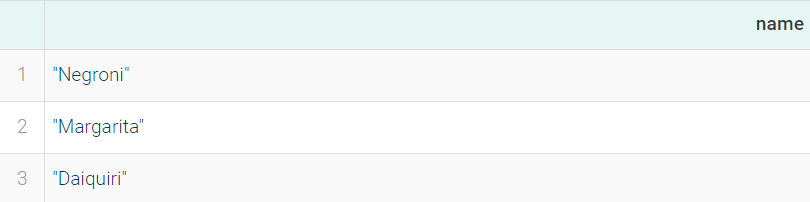 name
1 "Negroni"
2 "Margarita"
3 "Daiquiri"